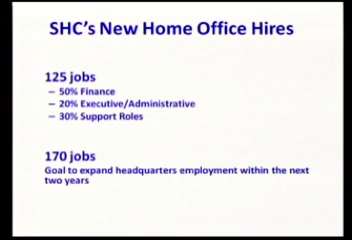 SHC's New Home Office Hires
125 jobs
– 50% Finance
– 20% Executive/Administrative
– 30% Support Roles
170 jobs
Goal to expand headquarters employment within the next
two years